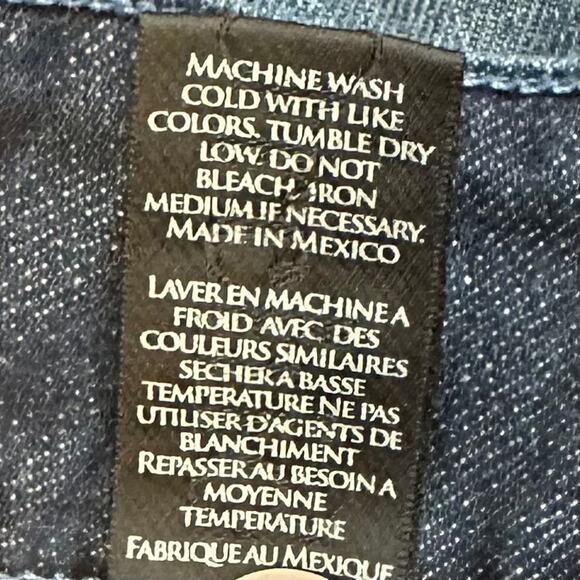 MACHINE WASH
COLD WITH LIKE
COLORS. TUMBLE DRY
LOW. DO NOT
BLEACH. IRON
MEDIUM IF NECESSARY.
MADE IN MEXICO
LAVER EN MACHINE A
FROID AVEC DES
COULEURS SIMILAIRES
SECHER A BASSE
TEMPERATURE NE PAS
UTILISER D'AGENTS DE
BLANCHIMENT
REPASSER AU BESOIN A
MOYENNE
TEMPERATURE
FABRIQUE AU MEXIQUE